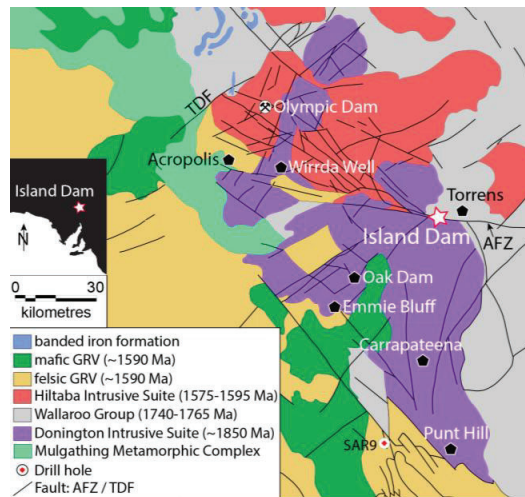 TDF
Olympic Dam
Acropolis
Wirrda Well
Island Dam
Torrens
Island Dam
AFZ
N
Oak Dam
0 30
kilometres
Emmie Bluff
Carrapateena
banded iron formation
mafic GRV (~1590 Ma)
felsic GRV (~1590 Ma)
Hiltaba Intrusive Suite (1575-1595 Ma)
Wallaroo Group (1740-1765 Ma)
Donington Intrusive Suite (~1850 Ma)
Mulgathing Metamorphic Complex
Drill hole
Fault: AFZ / TDF
SAR9
Punt Hill